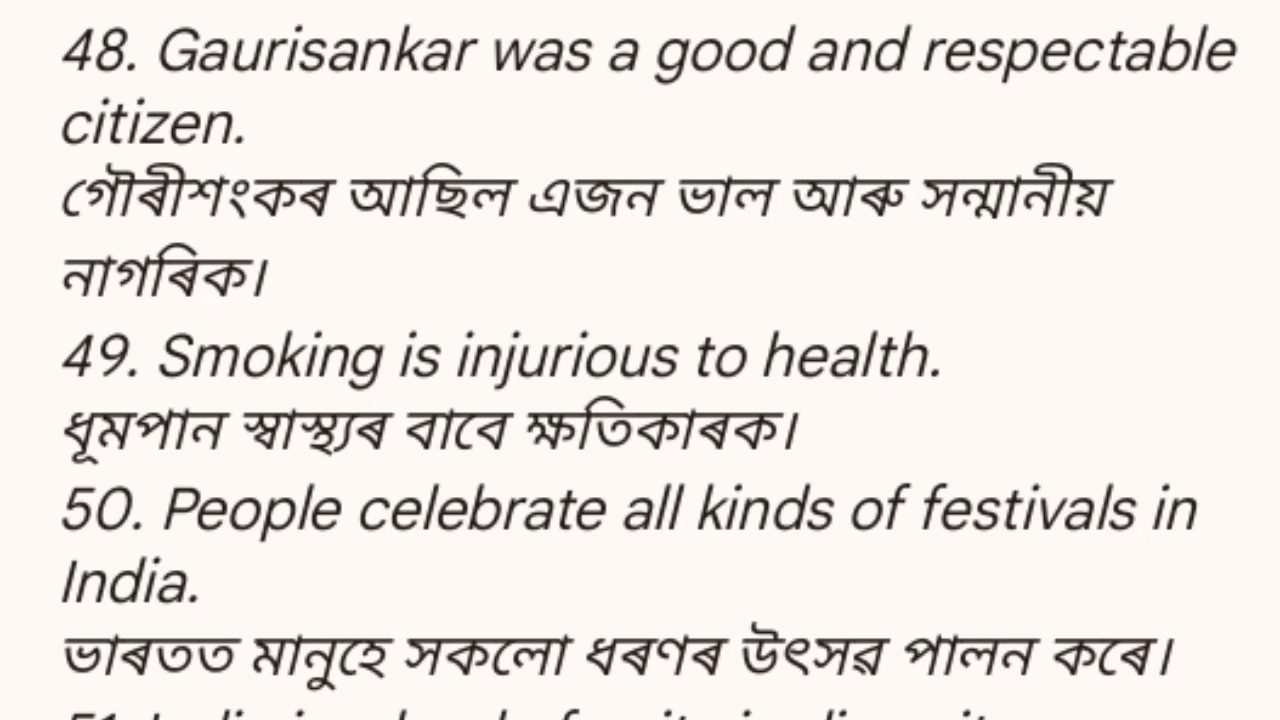 48. Gaurisankar was a good and respectable
citizen.
গৌৰীশংকৰ আছিল এজন ভাল আৰু সন্মানীয়
নাগৰিক।
49. Smoking is injurious to health.
ধূমপান স্বাস্থ্যৰ বাবে ক্ষতিকাৰক।
50. People celebrate all kinds of festivals in
India.
ভাৰতত মানুহে সকলো ধৰণৰ উৎসৱ পালন কৰে।